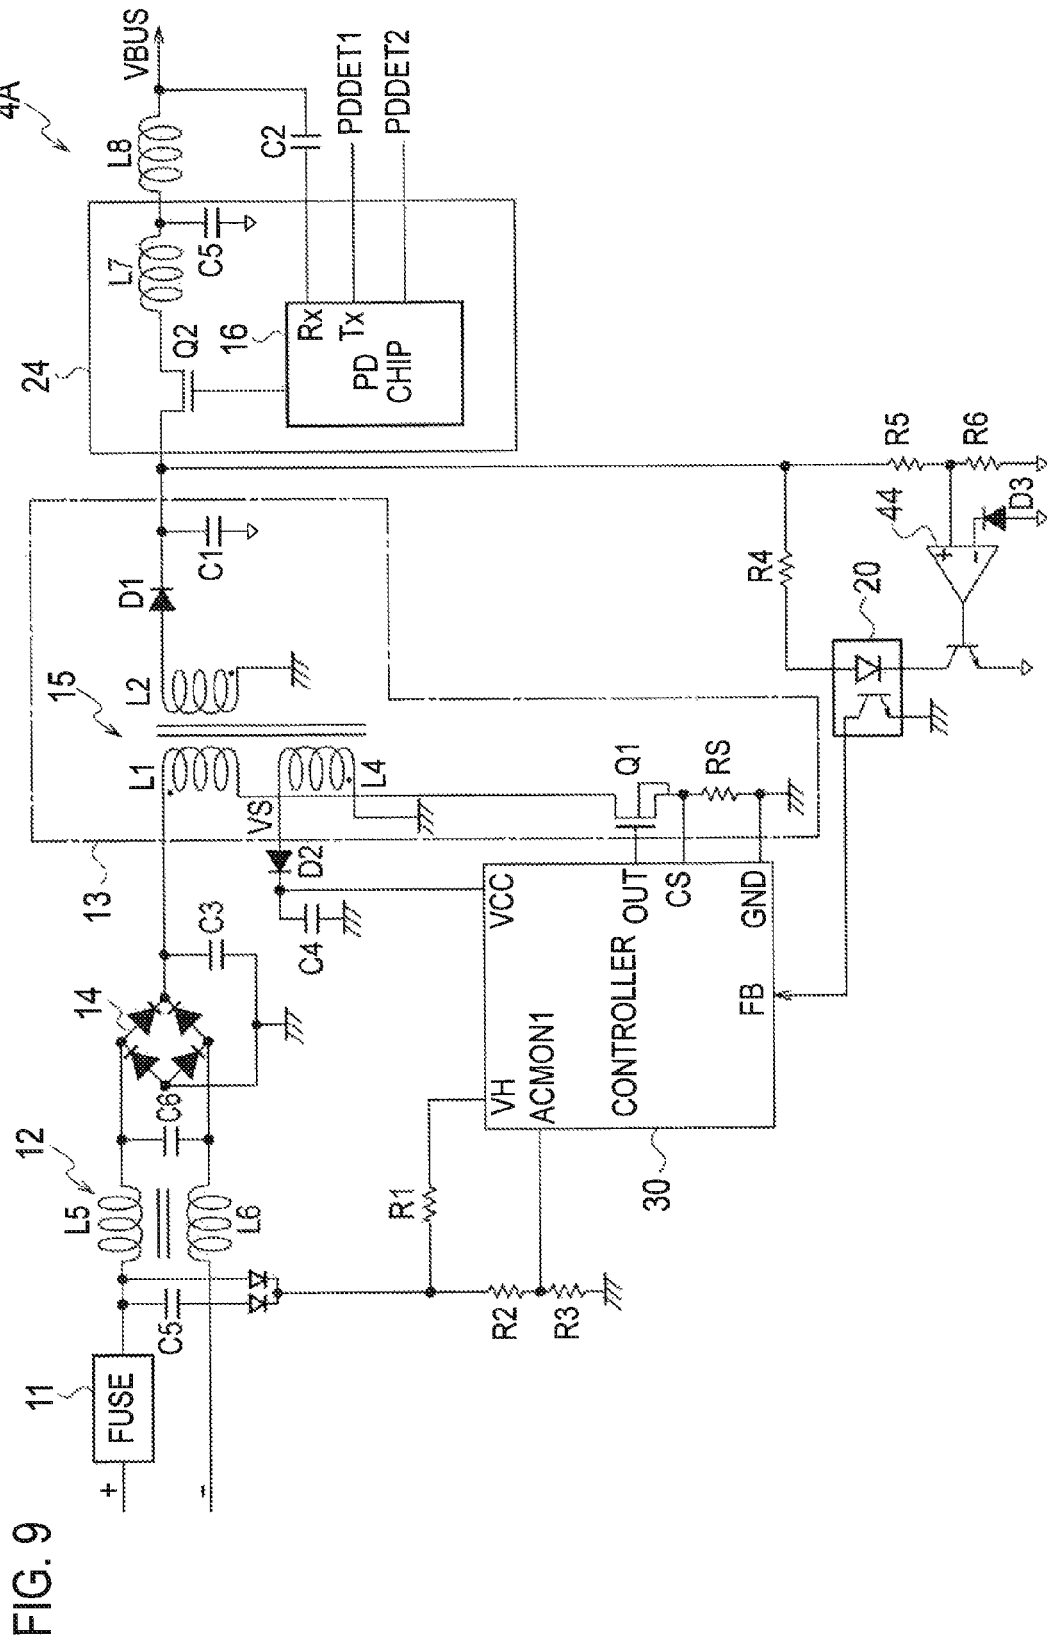 FIG. 9
4A
VBUS
L8
C2
PDDET1
PDDET2
24
L7
C5
Q2
16
Rx
Tx
PD
CHIP
15
L2
D1
C1
L1
L4
VS
13
Q1
RS
R4
R5
R6
44
+
-
D3
20
14
C3
D2
C4
VCC
OUT
CS
GND
FB
CONTROLLER
ACMON1
VH
30
12
L5
L6
C6
R1
R2
R3
C5
11
FUSE
+
-